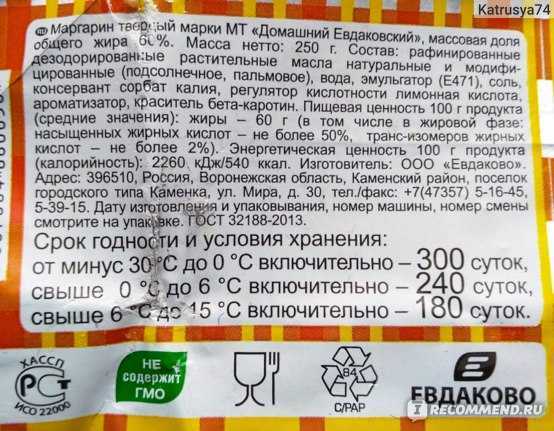 Katrusya74
Маргарин твердый марки МТ «Домашний Евдаковский», массовая доля
общего жира 60%. Масса нетто: 250 г. Состав: рафинированные
дезодорированные растительные масла натуральные и модифи-
цированные (подсолнечное, пальмовое), вода, эмульгатор (Е471), соль,
консервант сорбат калия, регулятор кислотности лимонная кислота,
ароматизатор, краситель бета-каротин. Пищевая ценность 100 г продукта
(средние значения): жиры – 60 г (в том числе в жировой фазе:
насыщенных жирных кислот – не более 50%, транс-изомеров жирных
кислот – не более 2%). Энергетическая ценность 100 г продукта
(калорийность): 2260 кДж/540 ккал. Изготовитель: ООО «Евдаково».
Адрес: 396510, Россия, Воронежская область, Каменский район, поселок
городского типа Каменка, ул. Мира, д. 30, тел./факс: +7(47357) 5-16-45,
5-39-15. Дату изготовления и упаковывания, номер машины, номер смены
смотрите на упаковке. ГОСТ 32188-2013.
Срок годности и условия хранения:
от минус 30 °С до 0 °С включительно – 300 суток,
свыше 0 °С до 6 °С включительно – 240 суток,
свыше 6 °С до 15 °С включительно – 180 суток.
ХАССП
РСТ
ИСО 22000
НЕ
СОДЕРЖИТ
ГМО
84
C/PAP
ЕВДАКОВО
IRECOMMEND.RU